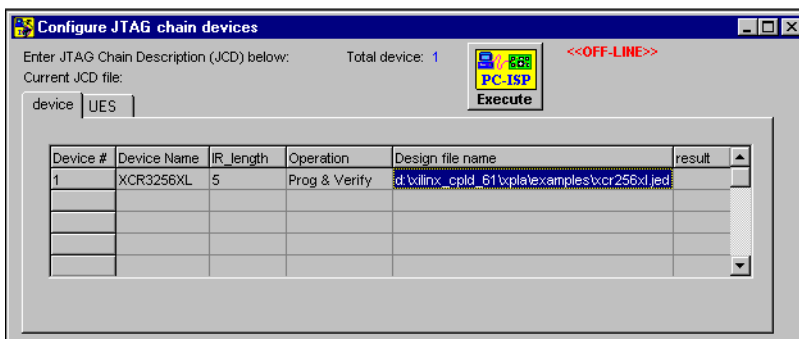 Configure JTAG chain devices
Enter JTAG Chain Description (JCD) below: Total device: 1 <<OFF-LINE>>
Current JCD file:
PC-ISP
Execute
device UES
Device # Device Name IR_length Operation Design file name result
1 XCR3256XL 5 Prog & Verify d:\xilinx_cpld_61\xpla\examples\xcr256xl.jed